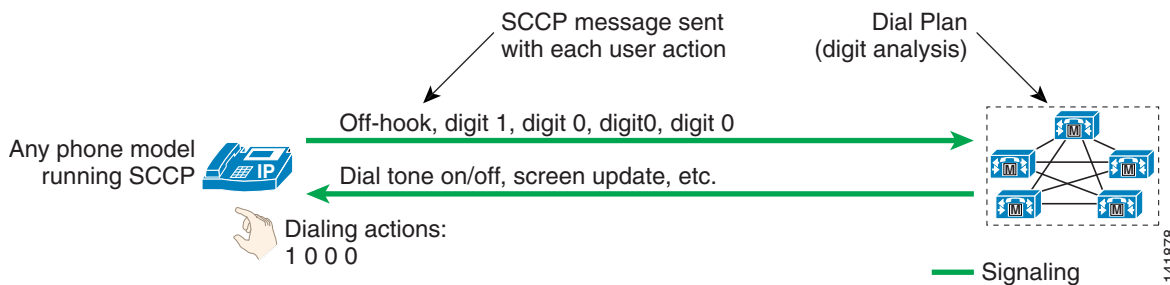 SCCP message sent
with each user action
Dial Plan
(digit analysis)
Off-hook, digit 1, digit 0, digit0, digit 0
Any phone model
running SCCP
IP
Dial tone on/off, screen update, etc.
M
M
M
M
M
Dialing actions:
1 0 0 0
Signaling
141878